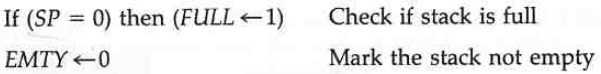 If (SP = 0) then (FULL ←1) Check if stack is full
EMTY ←0 Mark the stack not empty